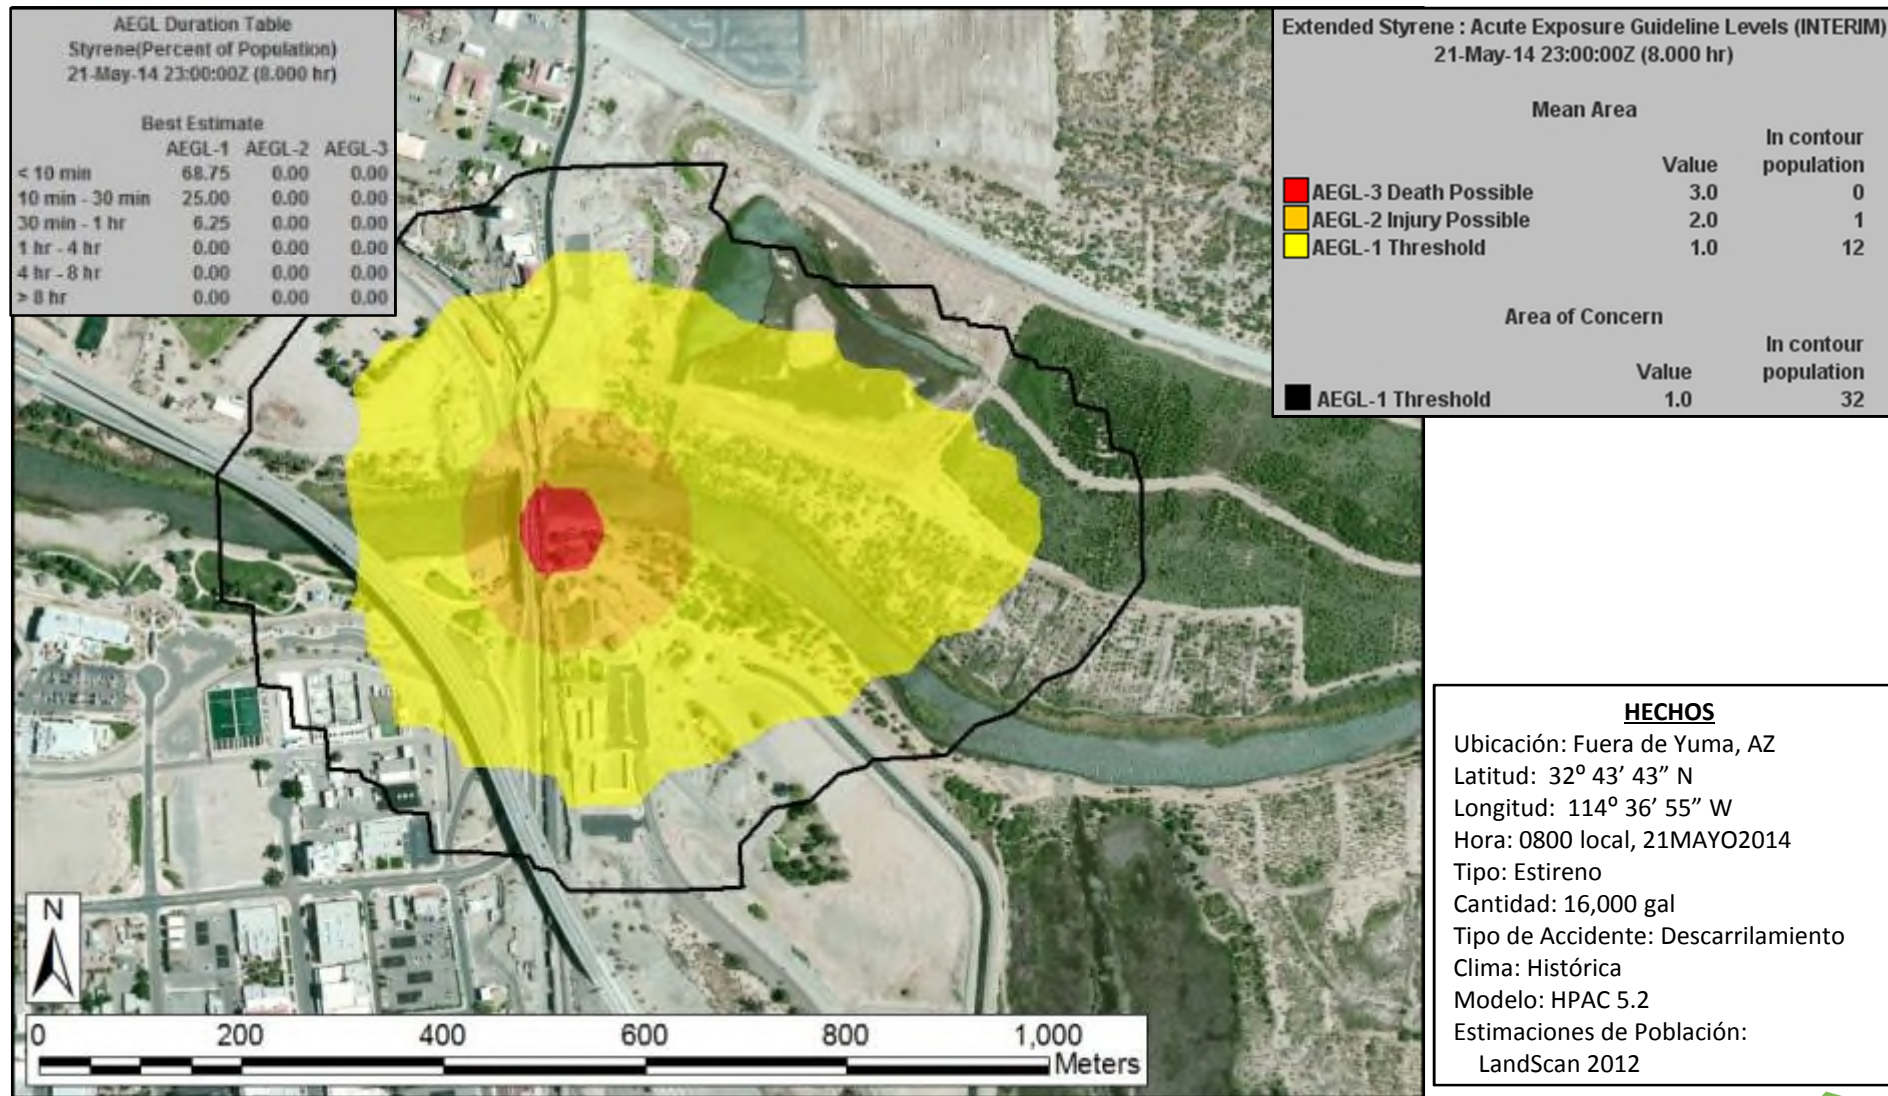 AEGL Duration Table
Styrene(Percent of Population)
21-May-14 23:00:00Z (8.000 hr)
Best Estimate
AEGL-1 AEGL-2 AEGL-3
< 10 min 68.75 0.00 0.00
10 min - 30 min 25.00 0.00 0.00
30 min - 1 hr 6.25 0.00 0.00
1 hr - 4 hr 0.00 0.00 0.00
4 hr - 8 hr 0.00 0.00 0.00
> 8 hr 0.00 0.00 0.00
Extended Styrene : Acute Exposure Guideline Levels (INTERIM)
21-May-14 23:00:00Z (8.000 hr)
Mean Area
In contour
Value population
AEGL-3 Death Possible 3.0 0
AEGL-2 Injury Possible 2.0 1
AEGL-1 Threshold 1.0 12
Area of Concern
In contour
Value population
AEGL-1 Threshold 1.0 32
HECHOS
Ubicación: Fuera de Yuma, AZ
Latitud: 32⁰ 43’ 43” N
Longitud: 114⁰ 36’ 55” W
Hora: 0800 local, 21MAYO2014
Tipo: Estireno
Cantidad: 16,000 gal
Tipo de Accidente: Descarrilamiento
Clima: Histórica
Modelo: HPAC 5.2
Estimaciones de Población:
LandScan 2012
N
0 200 400 600 800 1,000
Meters